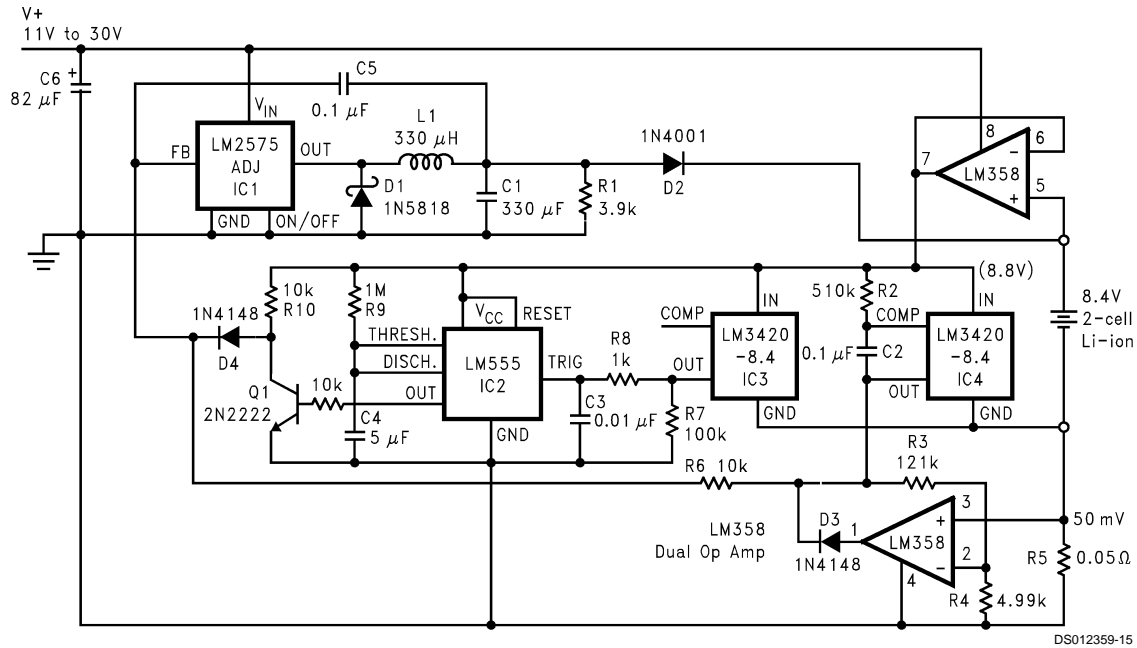 V+
11V to 30V
C6
+
82 μF
C5
0.1 μF
V IN
L1
330 μH
FB
LM2575
ADJ
IC1
OUT
GND
ON/OFF
D1
1N5818
C1
330 μF
R1
3.9k
1N4001
D2
7
8
6
−
LM358
+
5
(8.8V)
8.4V
2-cell
Li-ion
10k
R10
1M
R9
1N4148
D4
Q1
2N2222
10k
C4
5 μF
VCC
RESET
THRESH.
DISCH.
OUT
LM555
IC2
TRIG
GND
R8
1k
C3
0.01 μF
R7
100k
COMP
OUT
IN
LM3420
-8.4
IC3
GND
510k
R2
0.1 μF
C2
COMP
OUT
IN
LM3420
-8.4
IC4
GND
R6 10k
R3
121k
LM358
Dual Op Amp
D3
1N4148
1
3
+
LM358
2
−
4
50 mV
R5
0.05Ω
R4
4.99k
DS012359-15